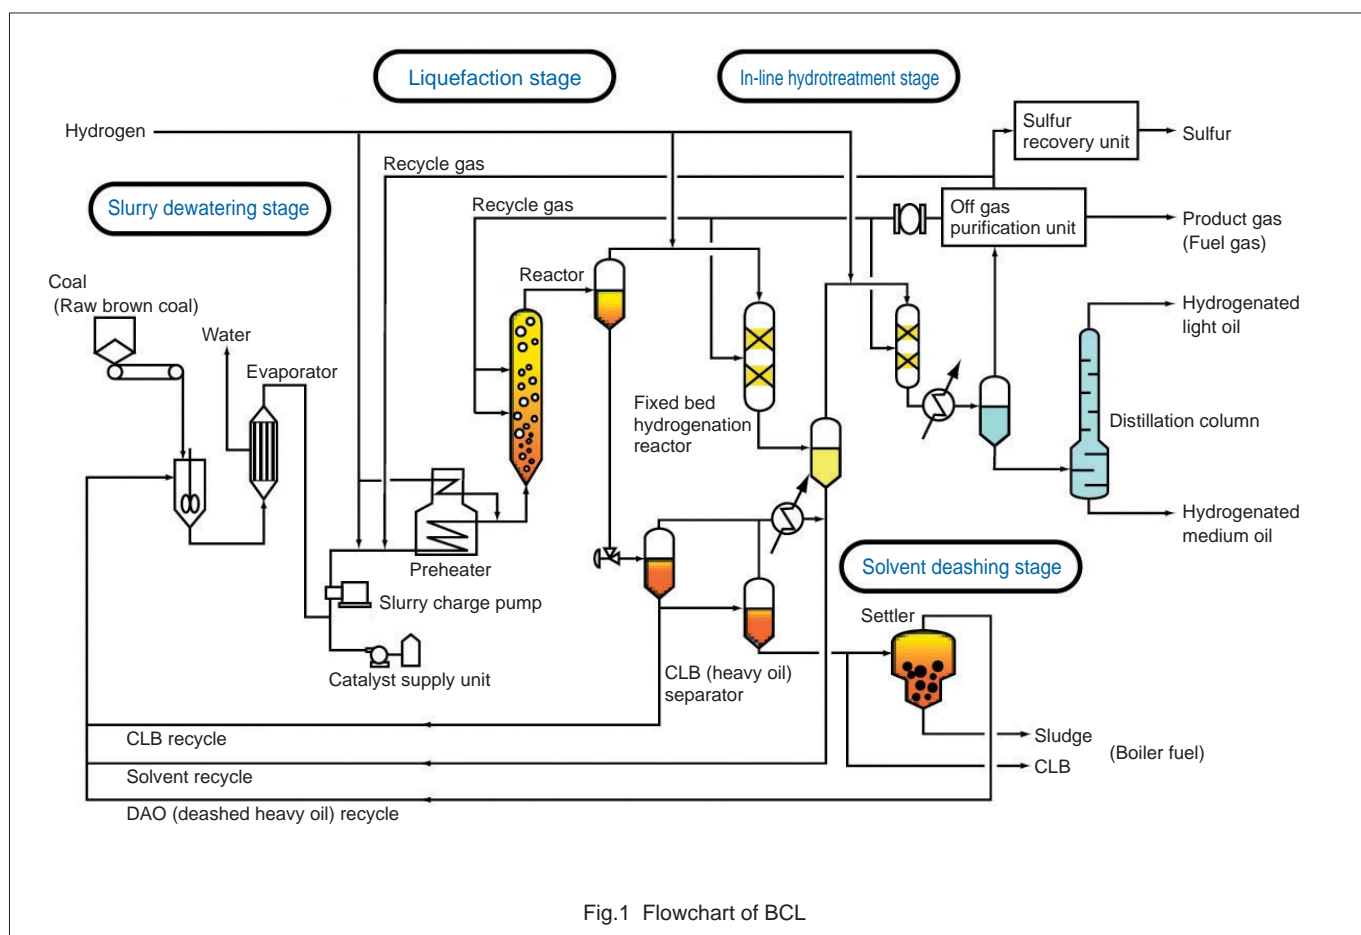 Liquefaction stage
In-line hydrotreatment stage
Hydrogen
Sulfur
recovery unit
Sulfur
Recycle gas
Slurry dewatering stage
Recycle gas
Off gas
purification unit
Product gas
(Fuel gas)
Coal
(Raw brown coal)
Reactor
Water
Evaporator
Hydrogenated
light oil
Fixed bed
hydrogenation
reactor
Distillation column
Hydrogenated
medium oil
Preheater
Solvent deashing stage
Slurry charge pump
Settler
Catalyst supply unit
CLB (heavy oil)
separator
CLB recycle
Sludge
(Boiler fuel)
CLB
Solvent recycle
DAO (deashed heavy oil) recycle
Fig.1 Flowchart of BCL